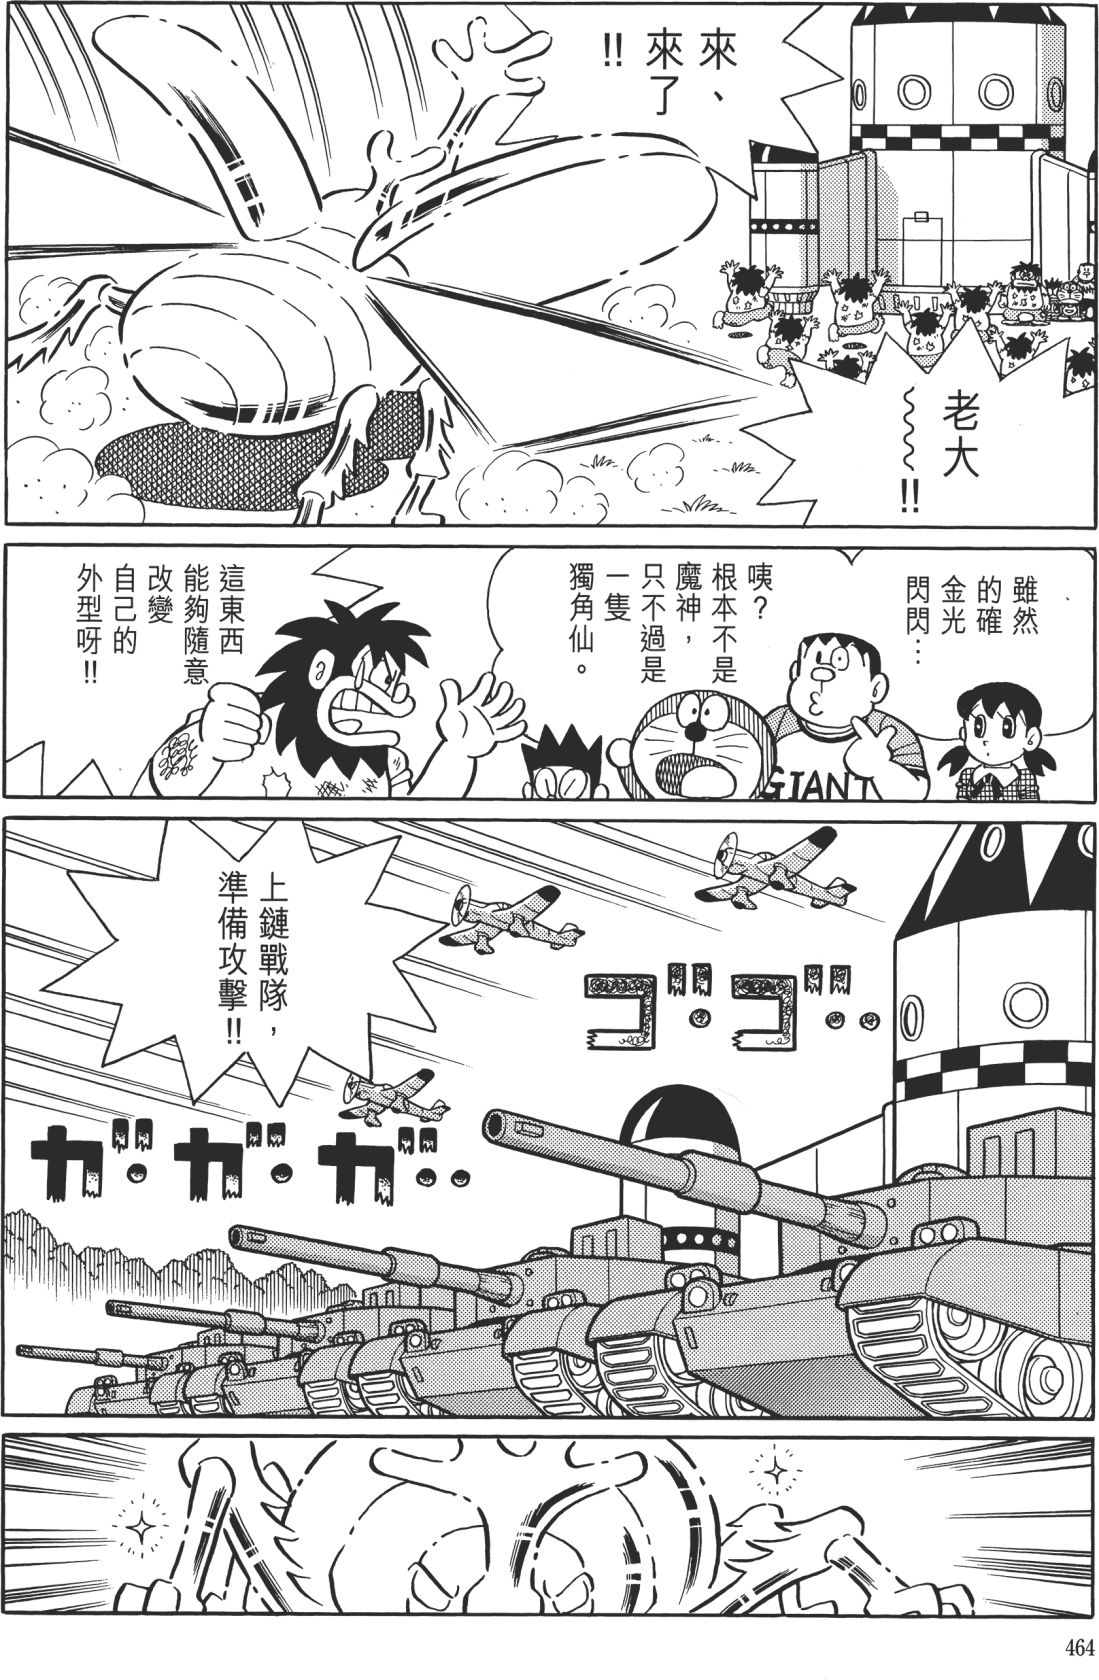 來、
來了
!!
老大
～～!!
雖然
的確
金光
閃閃…
咦？
根本不是
魔神，
只不過是
一隻
獨角仙。
GIANT
這東西
能夠隨意
改變
自己的
外型呀!!
上鏈戰隊，
準備攻擊!!
ゴ・ゴ・・
ガ・ガ・ガ・・
464